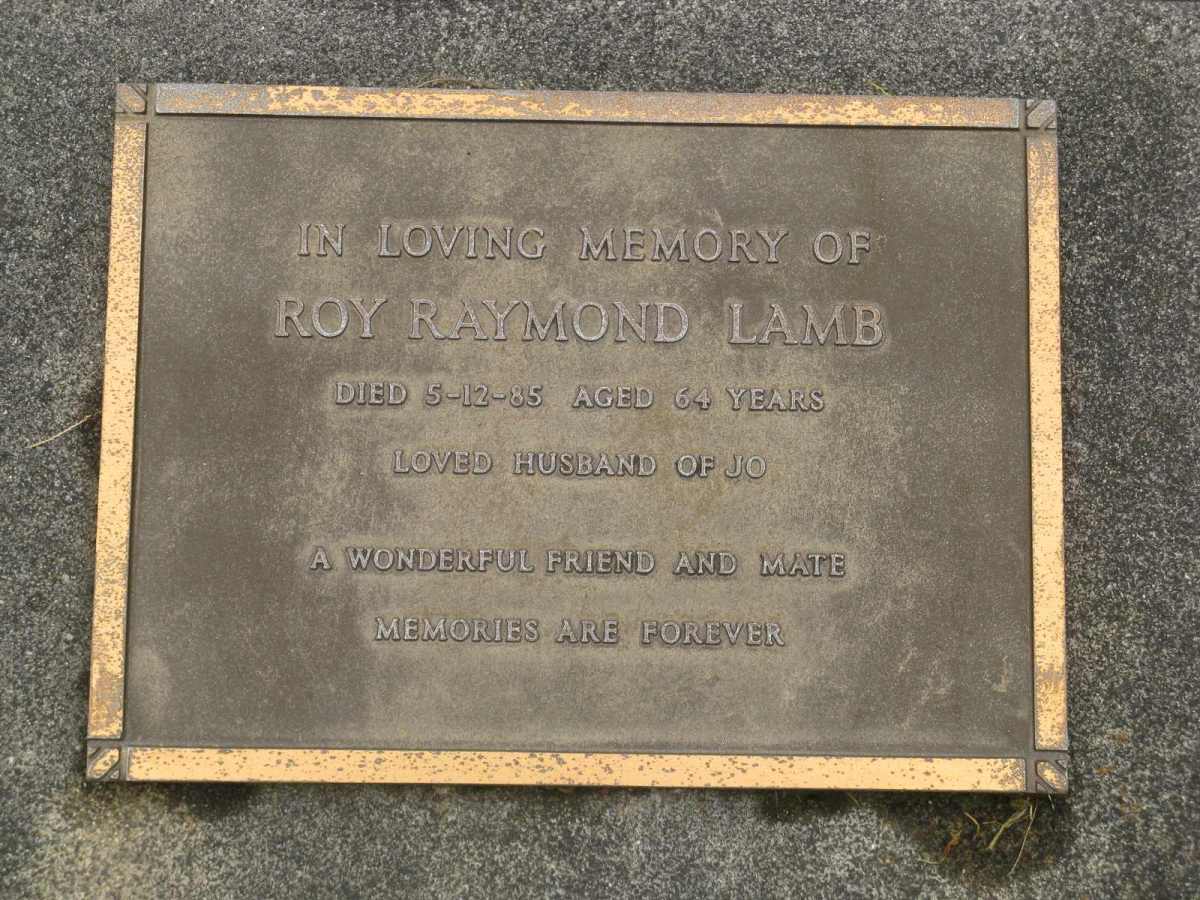 IN LOVING MEMORY OF
ROY RAYMOND LAMB
DIED 5-12-85 AGED 64 YEARS
LOVED HUSBAND OF JO
A WONDERFUL FRIEND AND MATE
MEMORIES ARE FOREVER